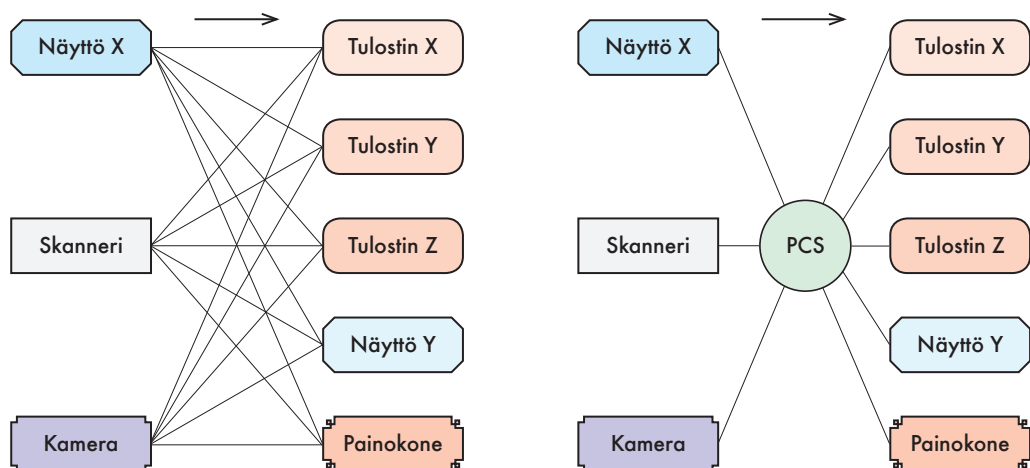 Näyttö X
Skanneri
Kamera
Tulostin X
Tulostin Y
Tulostin Z
Näyttö Y
Painokone
Näyttö X
Skanneri
Kamera
PCS
Tulostin X
Tulostin Y
Tulostin Z
Näyttö Y
Painokone